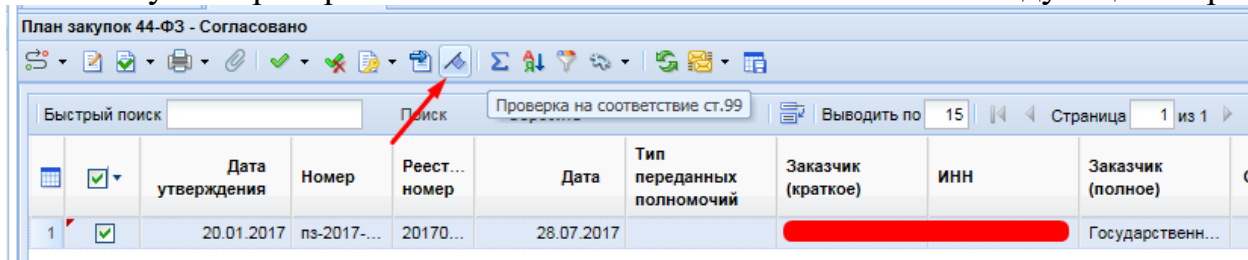 План закупок 44-ФЗ - Согласовано
Проверка на соответствие ст.99
Быстрый поиск Поиск Выводить по 15 Страница 1 из 1
Дата утверждения Номер Реест... номер Дата Тип переданных полномочий Заказчик (краткое) ИНН Заказчик (полное)
1 20.01.2017 пз-2017-... 20170... 28.07.2017 Государственн...